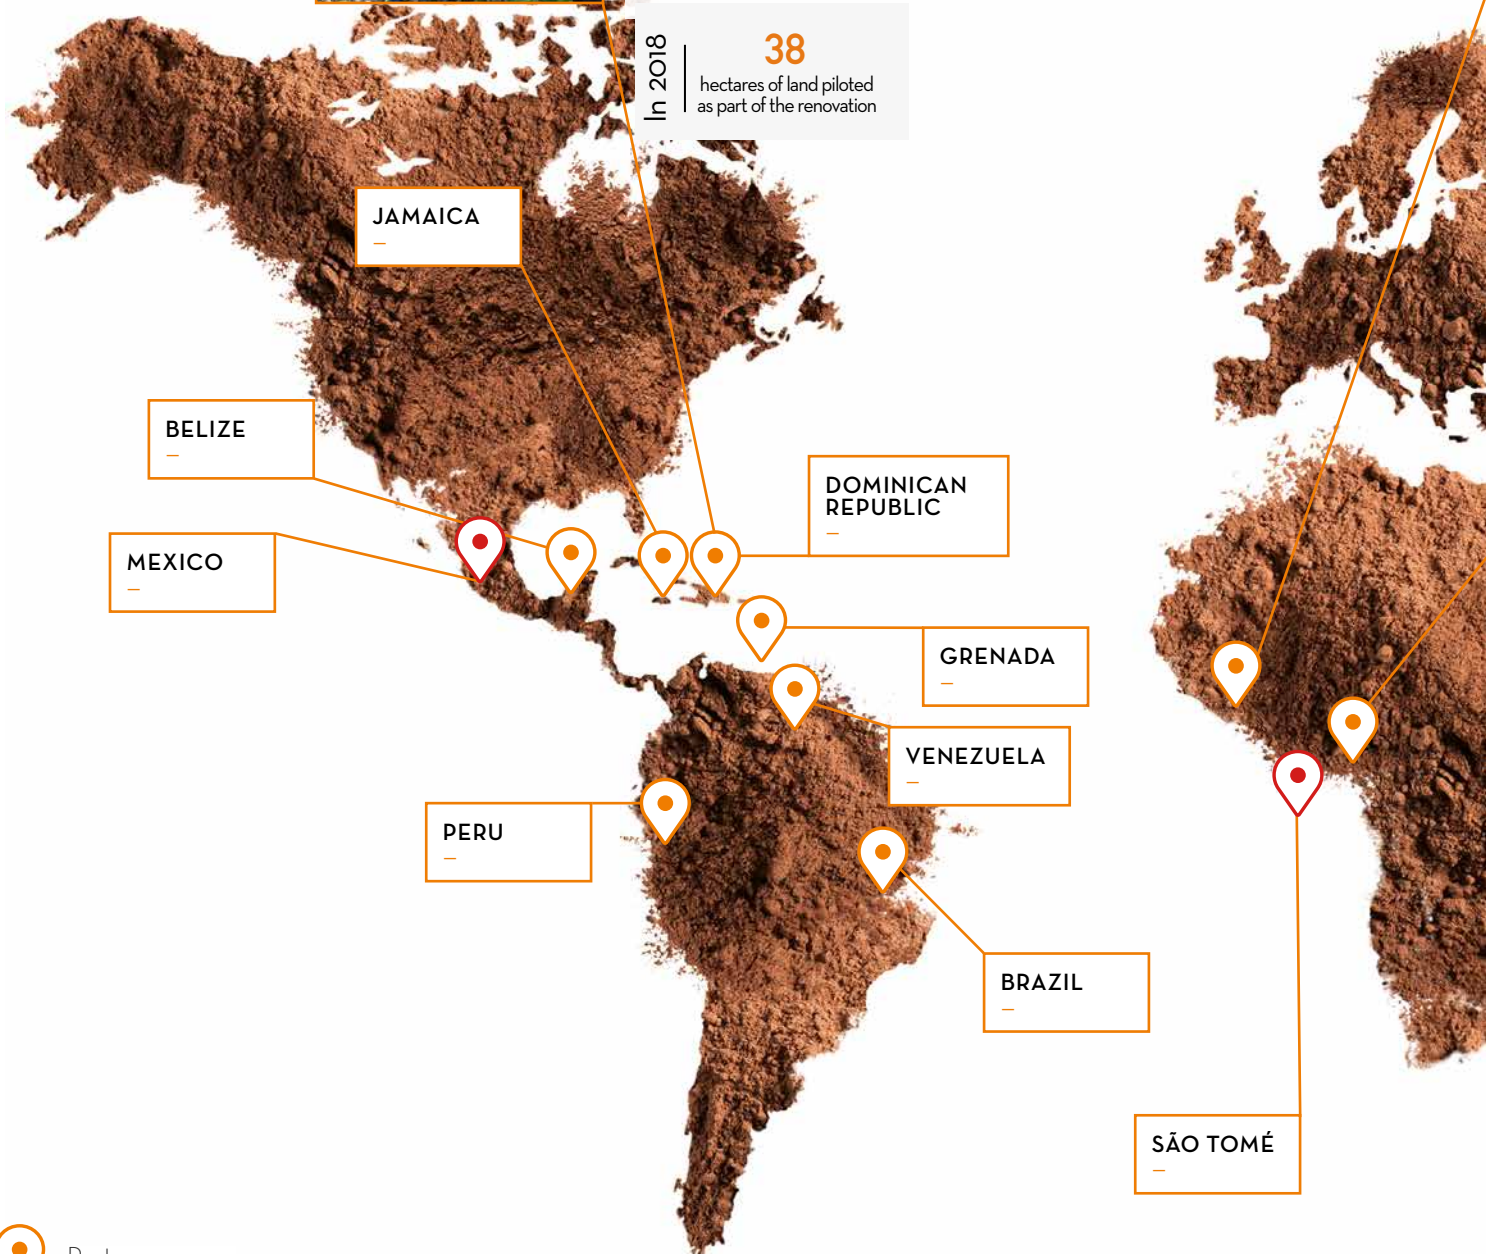 In 2018
38
hectares of land piloted
as part of the renovation
JAMAICA
BELIZE
DOMINICAN
REPUBLIC
MEXICO
GRENADA
VENEZUELA
PERU
BRAZIL
SÃO TOMÉ